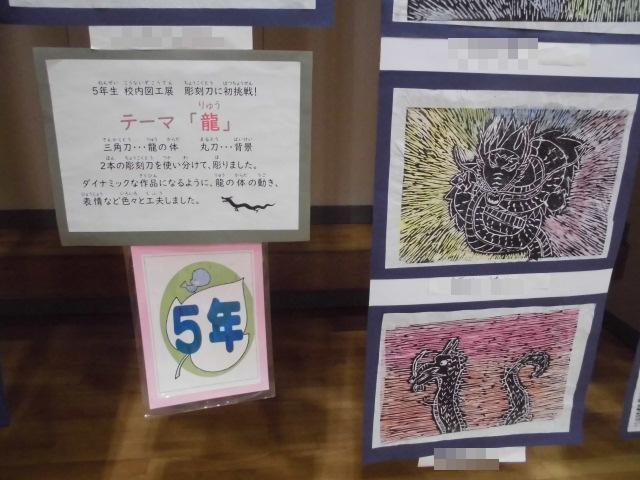 5年生 校内図工展 彫刻刀に初挑戦!
テーマ 「龍」
三角刀・・・龍の体 丸刀・・・背景
2本の彫刻刀を使い分けて、彫りました。
ダイナミックな作品になるように、龍の体の動き、
表情など色々と工夫しました。
5年